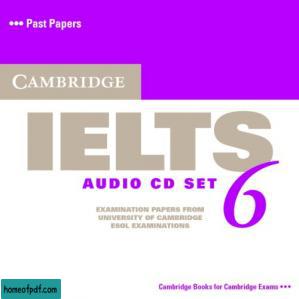 ••• Past Papers
CAMBRIDGE
IELTS
AUDIO CD SET 6
EXAMINATION PAPERS FROM
UNIVERSITY OF CAMBRIDGE
ESOL EXAMINATIONS
Cambridge Books for Cambridge Exams •••
homeofpdf.com